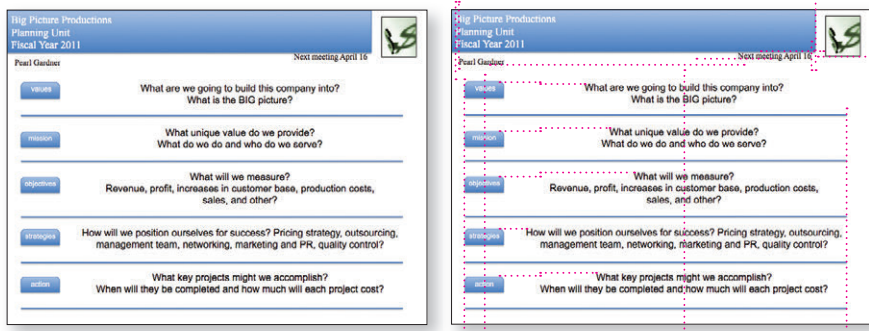 Big Picture Productions
Planning Unit
Fiscal Year 2011
Next meeting April 16
Pearl Gardner
values
What are we going to build this company into?
What is the BIG picture?
mission
What unique value do we provide?
What do we do and who do we serve?
objectives
What will we measure?
Revenue, profit, increases in customer base, production costs,
sales, and other?
strategies
How will we position ourselves for success? Pricing strategy, outsourcing,
management team, networking, marketing and PR, quality control?
action
What key projects might we accomplish?
When will they be completed and how much will each project cost?
Big Picture Productions
Planning Unit
Fiscal Year 2011
Next meeting April 16
Pearl Gardner
values
What are we going to build this company into?
What is the BIG picture?
mission
What unique value do we provide?
What do we do and who do we serve?
objectives
What will we measure?
Revenue, profit, increases in customer base, production costs,
sales, and other?
strategies
How will we position ourselves for success? Pricing strategy, outsourcing,
management team, networking, marketing and PR, quality control?
action
What key projects might we accomplish?
When will they be completed and how much will each project cost?